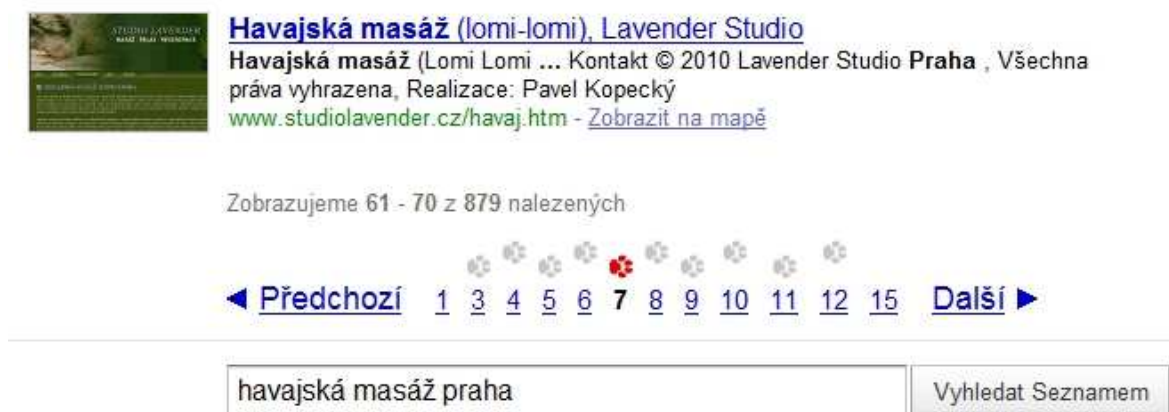 STUDIO LAVENDER
Havajská masáž (lomi-lomi), Lavender Studio
Havajská masáž (Lomi Lomi ... Kontakt © 2010 Lavender Studio Praha , Všechna
práva vyhrazena, Realizace: Pavel Kopecký
www.studiolavender.cz/havaj.htm - Zobrazit na mapě
Zobrazujeme 61 - 70 z 879 nalezených
◄ Předchozí 1 3 4 5 6 7 8 9 10 11 12 15 Další ►
havajská masáž praha Vyhledat Seznamem